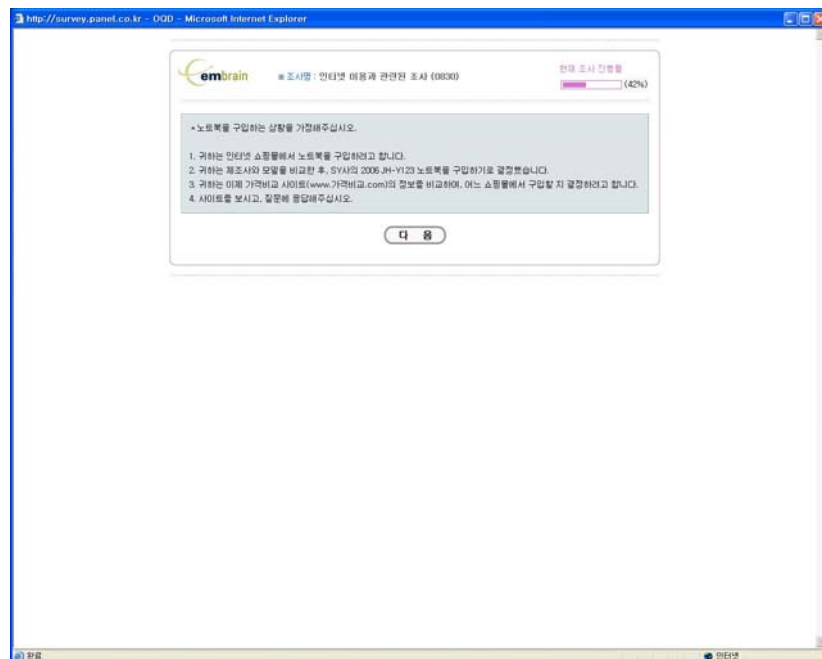 http://survey.panel.co.kr - OQD - Microsoft Internet Explorer
embrain
조사명 : 인터넷 이용과 관련된 조사 (0830)
현재 조사 진행률
(42%)
*노트북을 구입하는 상황을 가정해주십시오.
1. 귀하는 인터넷 쇼핑몰에서 노트북을 구입하려고 합니다.
2. 귀하는 제조사와 모델을 비교한 후, SY사의 2006 JH-Y123 노트북을 구입하기로 결정했습니다.
3. 귀하는 이제 가격비교 사이트(www.가격비교.com)의 정보를 비교하여, 어느 쇼핑몰에서 구입할 지 결정하려고 합니다.
4. 사이트를 보시고, 질문에 응답해주십시오.
다 음
완료
인터넷